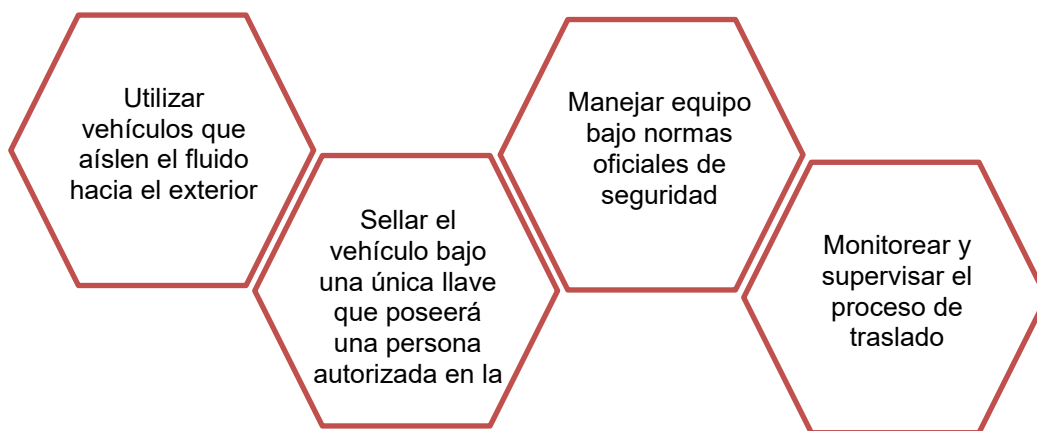 Utilizar
vehículos que
aíslen el fluido
hacia el exterior
Sellar el
vehículo bajo
una única llave
que poseerá
una persona
autorizada en la
Manejar equipo
bajo normas
oficiales de
seguridad
Monitorear y
supervisar el
proceso de
traslado